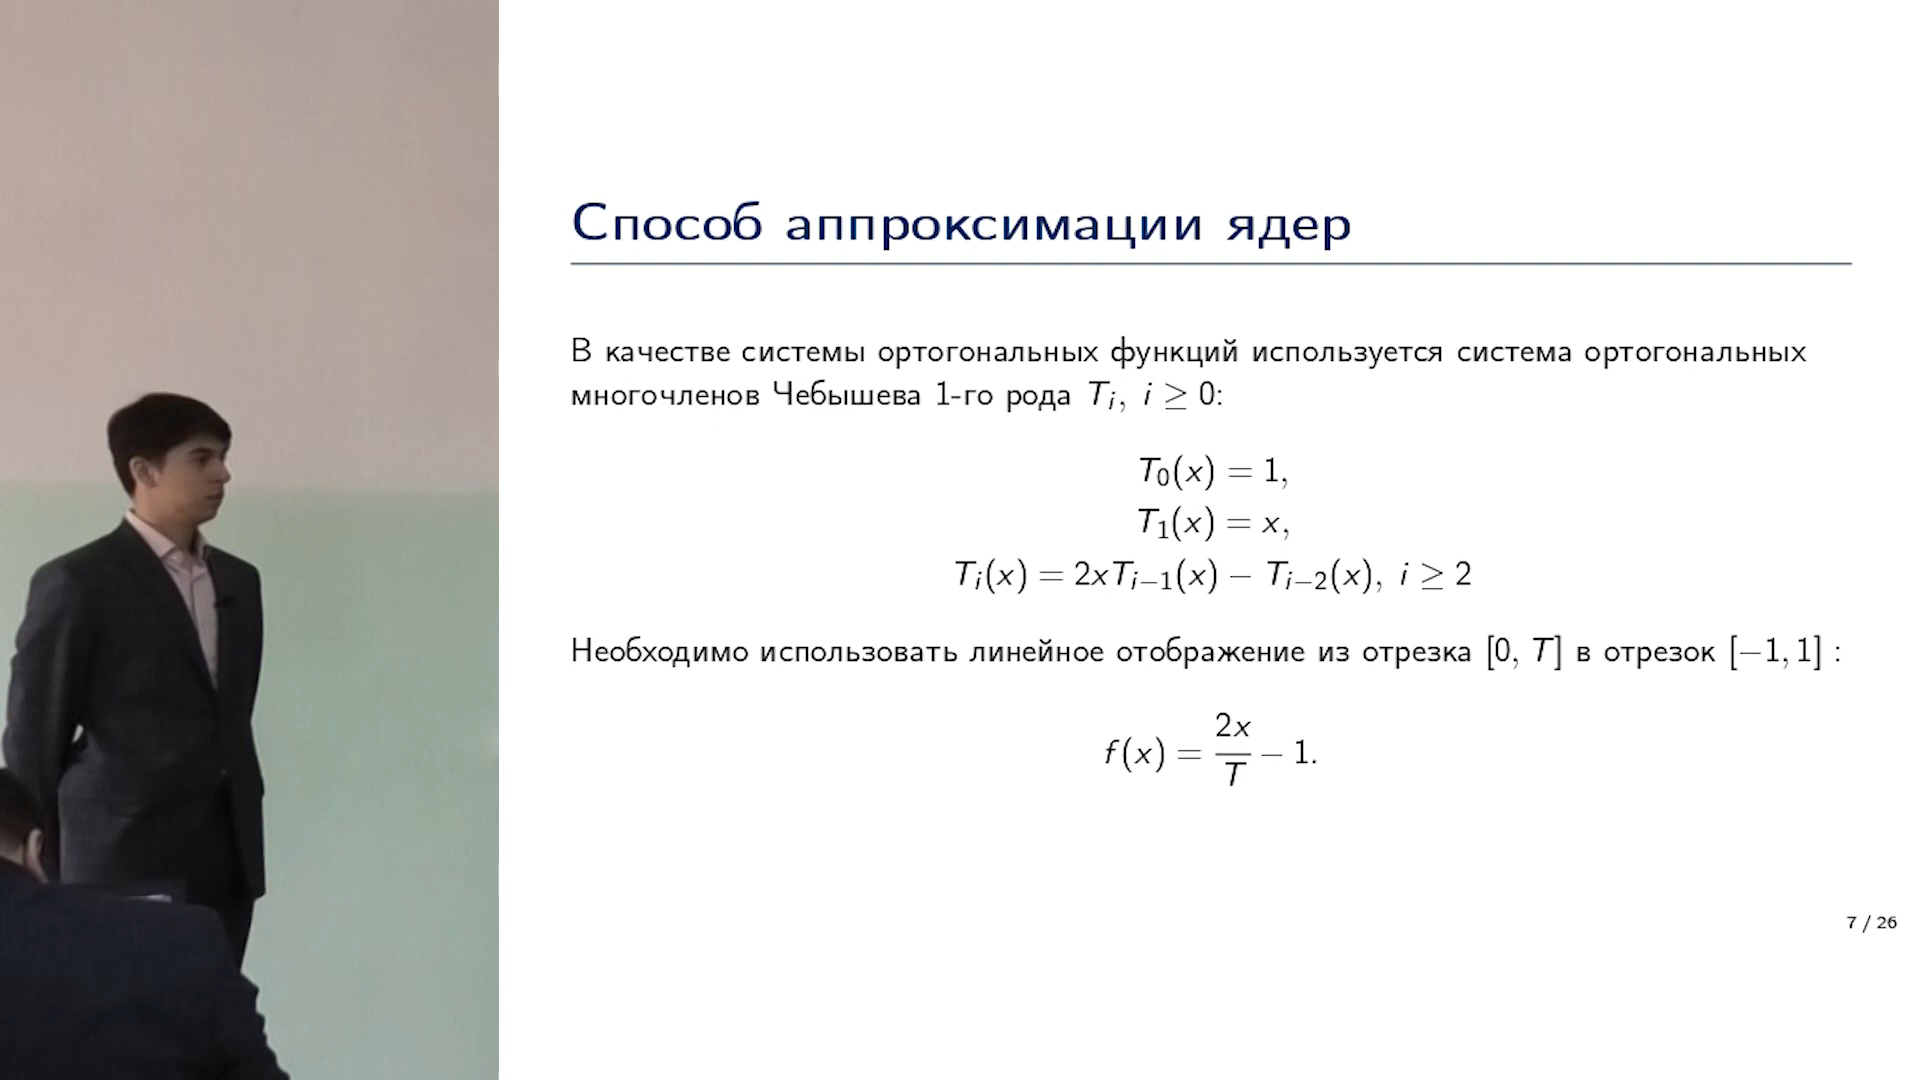 Способ аппроксимации ядер
В качестве системы ортогональных функций используется система ортогональных
многочленов Чебышева 1-го рода T_i, i ≥ 0:
T_0(x) = 1,
T_1(x) = x,
T_i(x) = 2xT_{i−1}(x) − T_{i−2}(x), i ≥ 2
Необходимо использовать линейное отображение из отрезка [0, T] в отрезок [−1, 1] :
f(x) = \frac{2x}{T} − 1.
7 / 26